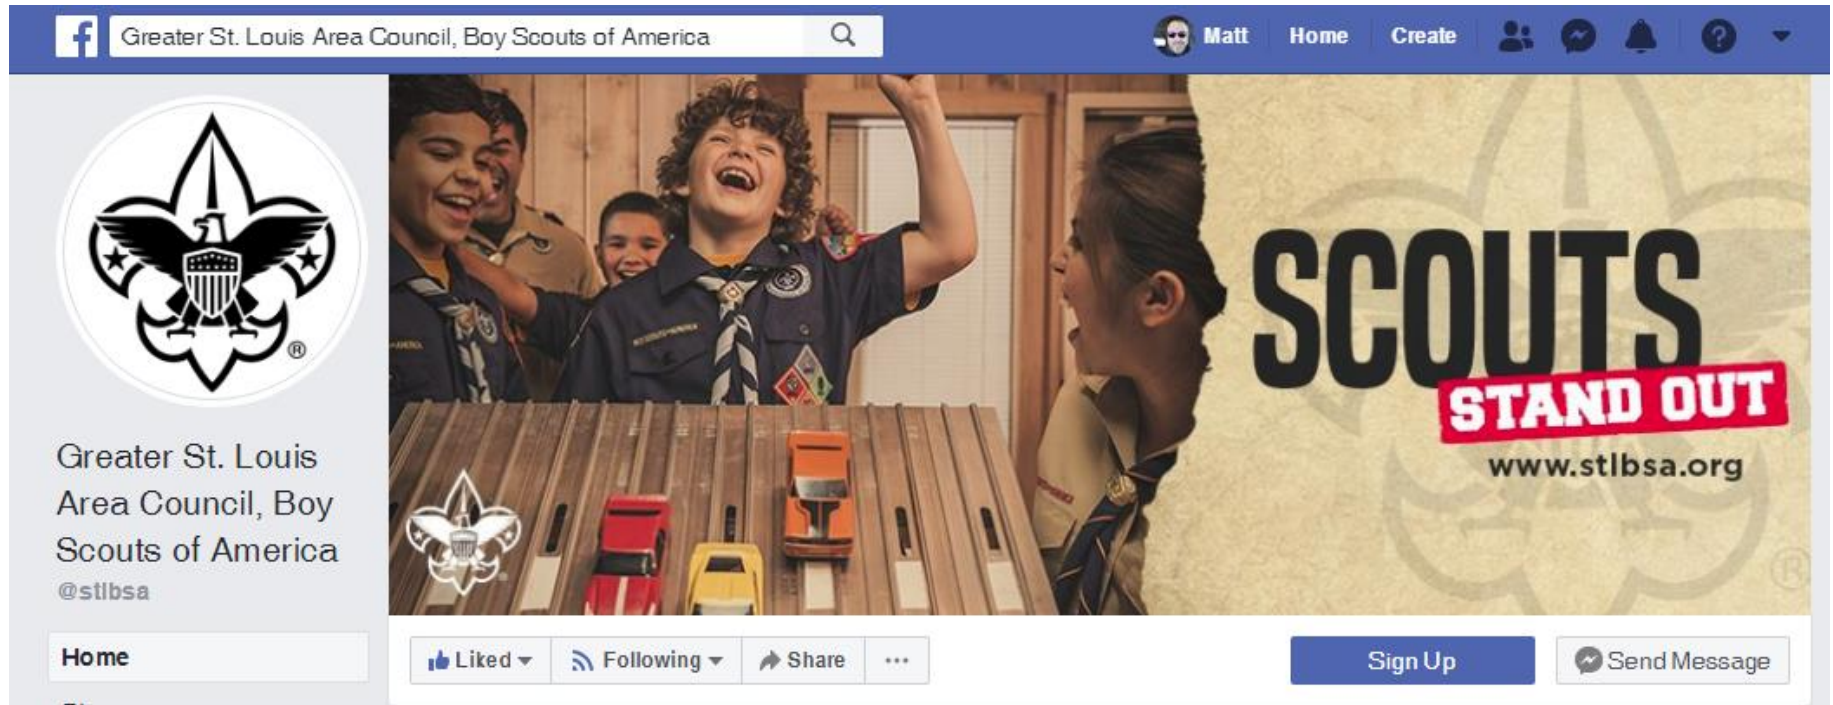 f
Greater St. Louis Area Council, Boy Scouts of America
Matt Home Create
?
®
Greater St. Louis
Area Council, Boy
Scouts of America
@stlbsa
Home
SCOUTS
STAND OUT
www.stlbsa.org
®
Liked
Following
Share
...
Sign Up
Send Message